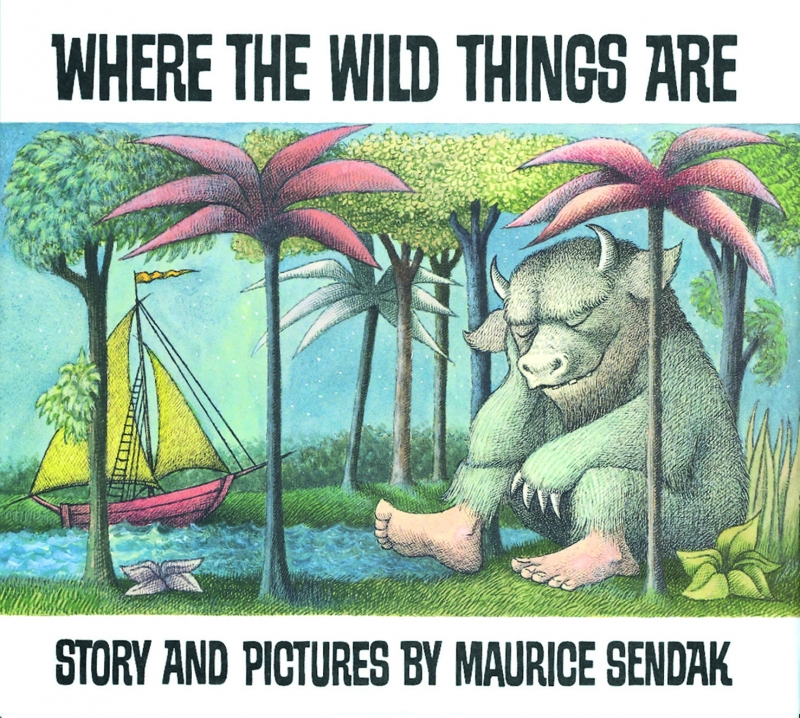 WHERE THE WILD THINGS ARE
STORY AND PICTURES BY MAURICE SENDAK